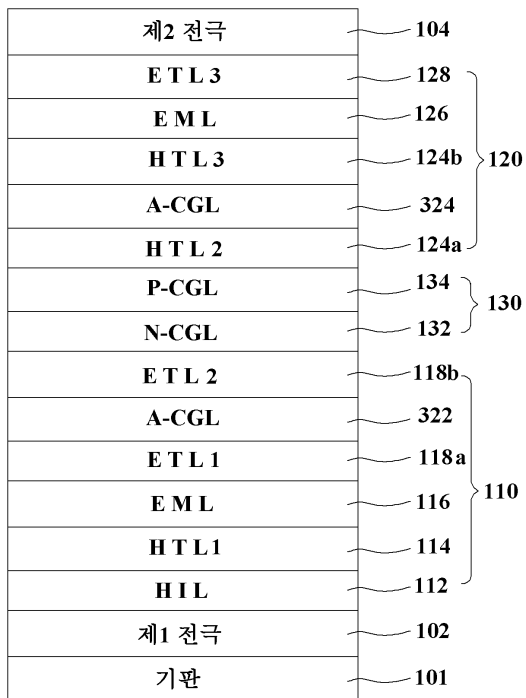 제2 전극 104
E T L 3 128
E M L 126
H T L 3 124b 120
A-CGL 324
H T L 2 124a
P-CGL 134
130
N-CGL 132
E T L 2 118b
A-CGL 322
E T L 1 118a
110
E M L 116
H T L 1 114
H I L 112
제1 전극 102
기판 101